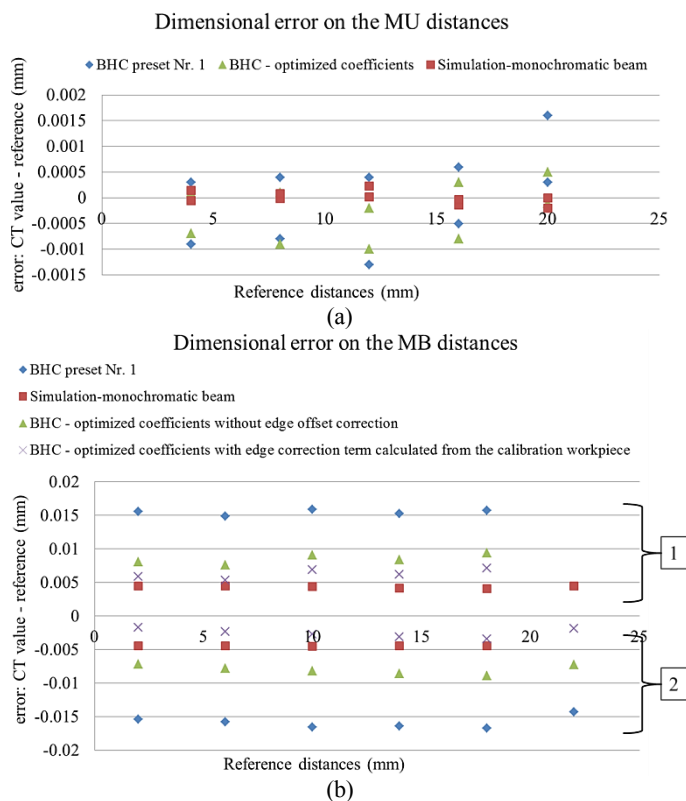 Dimensional error on the MU distances
BHC preset Nr. 1 BHC - optimized coefficients Simulation-monochromatic beam
error: CT value - reference (mm)
0.002
0.0015
0.001
0.0005
0
-0.0005
-0.001
-0.0015
0 5 10 15 20 25
Reference distances (mm)
(a)
Dimensional error on the MB distances
BHC preset Nr. 1
Simulation-monochromatic beam
BHC - optimized coefficients without edge offset correction
BHC - optimized coefficients with edge correction term calculated from the calibration workpiece
error: CT value - reference (mm)
0.02
0.015
0.01
0.005
0
-0.005
-0.01
-0.015
-0.02
0 5 10 15 20 25
1
2
Reference distances (mm)
(b)